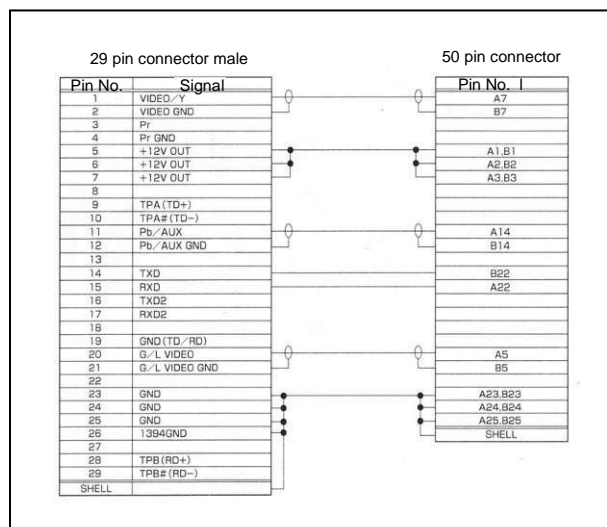 29 pin connector male 50 pin connector
Pin No. Signal Pin No. I
1 VIDEO/Y A7
2 VIDEO GND B7
3 Pr
4 Pr GND
5 +12V OUT A1,B1
6 +12V OUT A2,B2
7 +12V OUT A3,B3
8
9 TPA(TD+)
10 TPA#(TD-)
11 Pb/AUX A14
12 Pb/AUX GND B14
13
14 TXD B22
15 RXD A22
16 TXD2
17 RXD2
18
19 GND(TD/RD)
20 G/L VIDEO A5
21 G/L VIDEO GND B5
22
23 GND A23,B23
24 GND A24,B24
25 GND A25,B25
26 1394GND SHELL
27
28 TPB(RD+)
29 TPB#(RD-)
SHELL